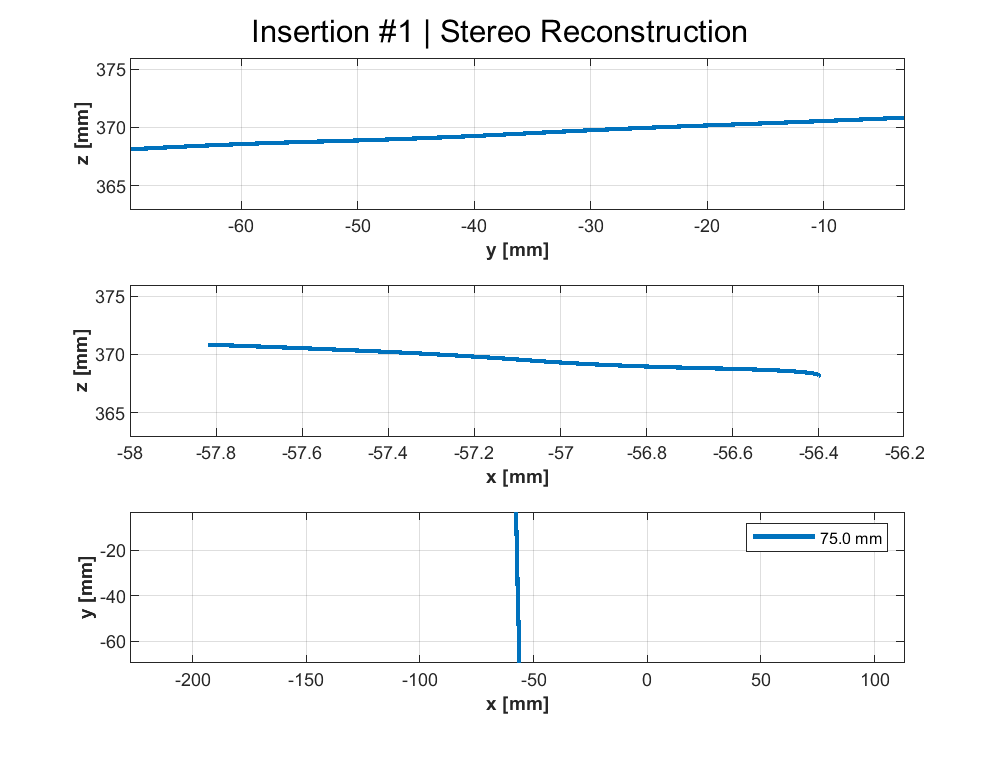 Insertion #1 | Stereo Reconstruction
375
370
365
z [mm]
-60 -50 -40 -30 -20 -10
y [mm]
375
370
365
z [mm]
-58 -57.8 -57.6 -57.4 -57.2 -57 -56.8 -56.6 -56.4 -56.2
x [mm]
75.0 mm
-20
-40
-60
y [mm]
-200 -150 -100 -50 0 50 100
x [mm]